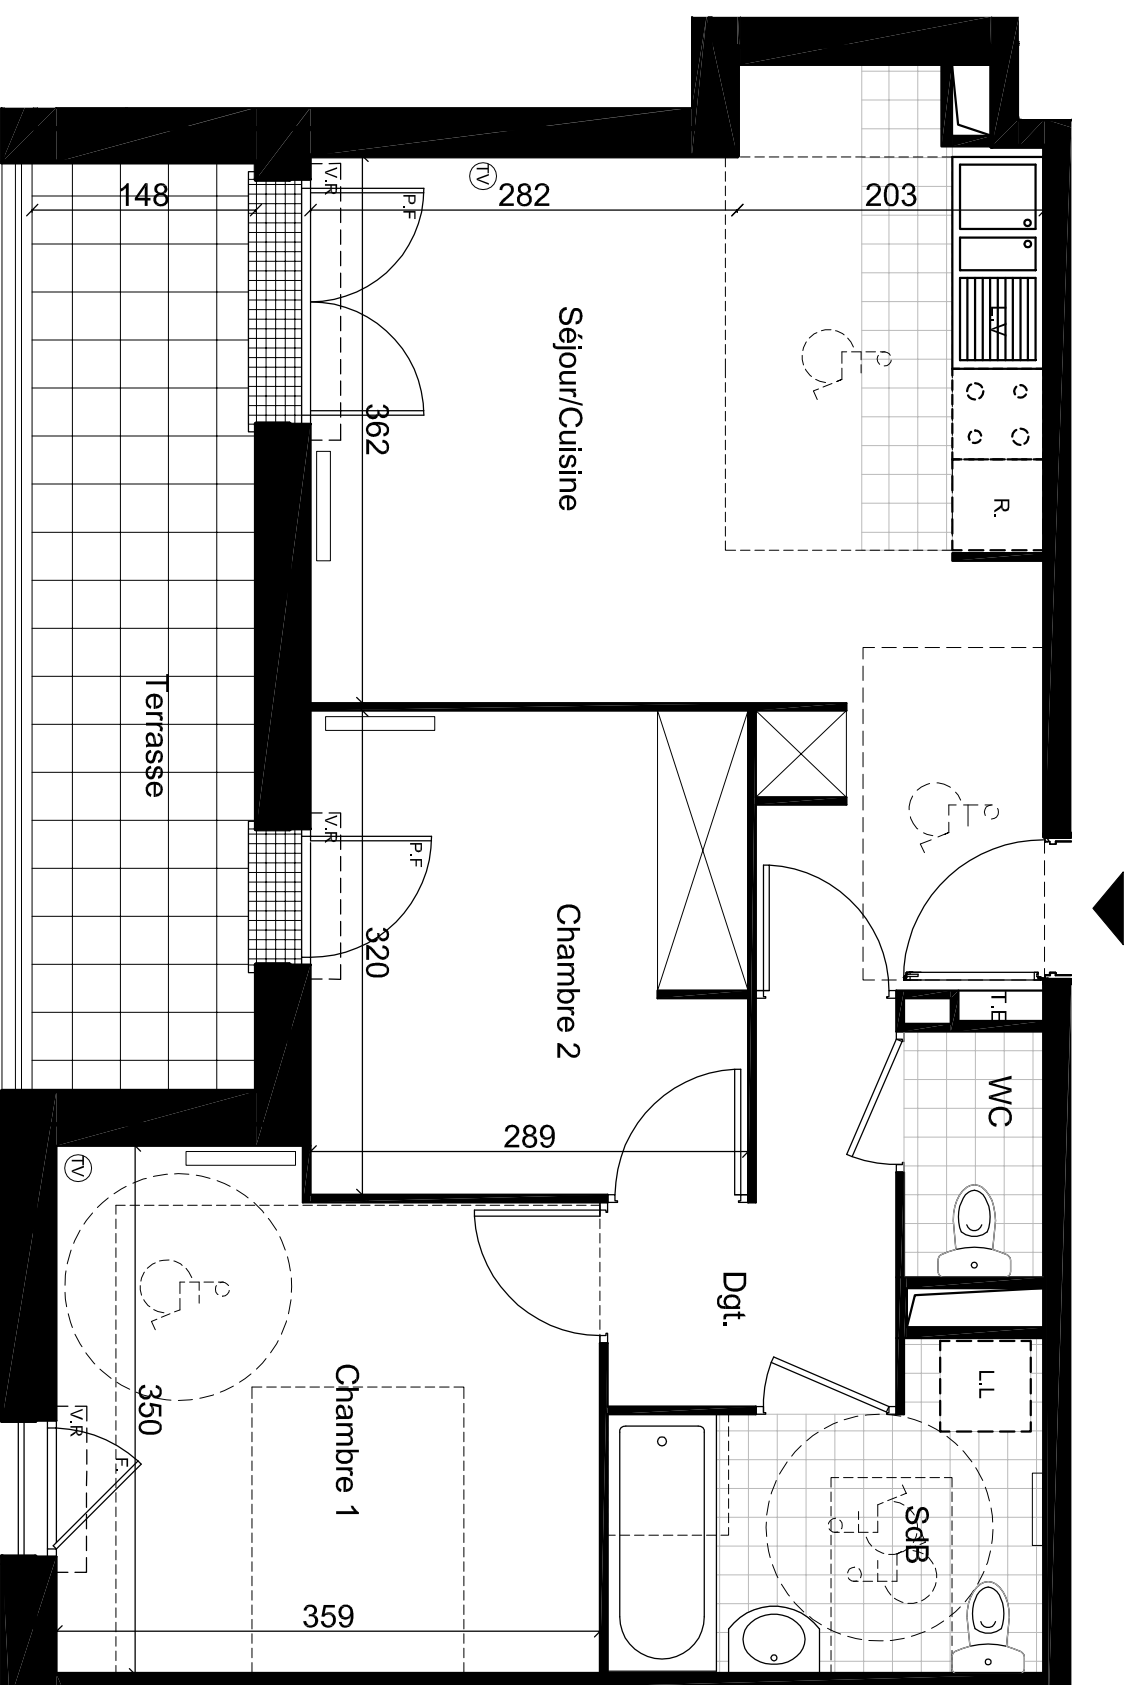 TV
148
V.R
P.F
282
203
L.V
362
Séjour/Cuisine
R.
Terrasse
V.R
P.F
320
Chambre 2
T.E
WC
289
TV
Dgt.
L.L
350
Chambre 1
V.R
F.
SdB
359